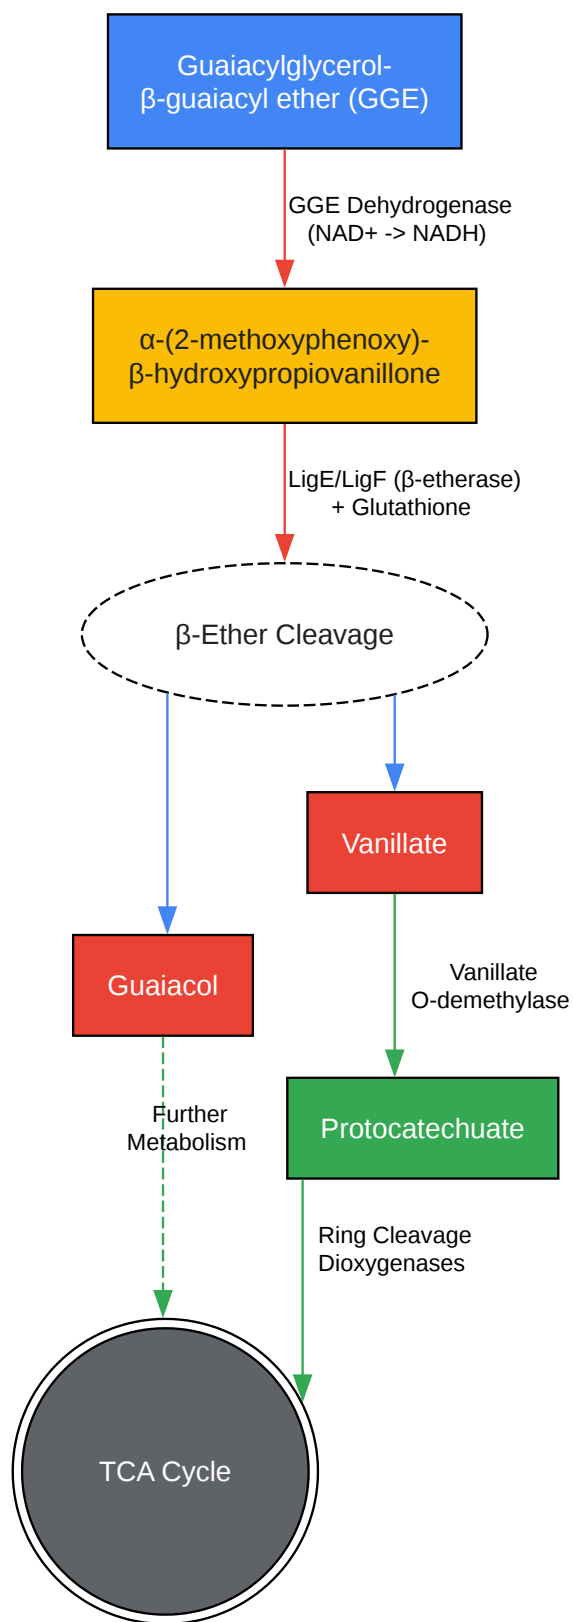 Guaiacylglycerol-
β-guaiacyl ether (GGE)
GGE Dehydrogenase
(NAD+ -> NADH)
α-(2-methoxyphenoxy)-
β-hydroxypropiovanillone
LigE/LigF (β-etherase)
+ Glutathione
β-Ether Cleavage
Vanillate
Guaiacol
Vanillate
O-demethylase
Further
Metabolism
Protocatechuate
Ring Cleavage
Dioxygenases
TCA Cycle